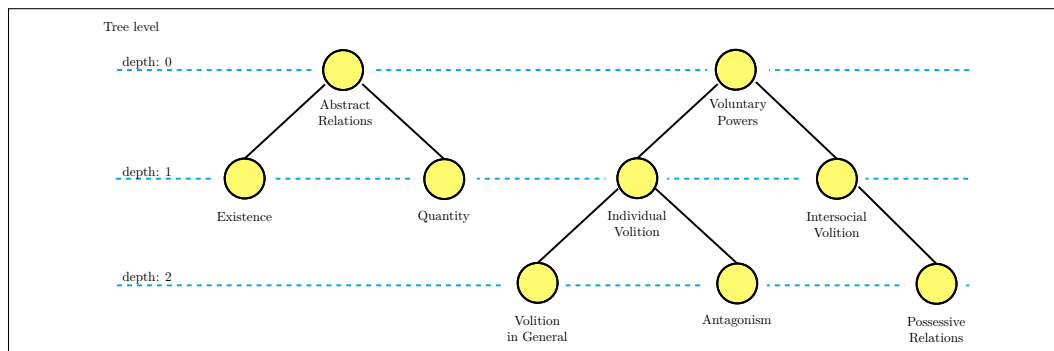 Tree level
depth: 0
Abstract
Relations
Voluntary
Powers
depth: 1
Existence
Quantity
Individual
Volition
Intersocial
Volition
depth: 2
Volition
in General
Antagonism
Possessive
Relations